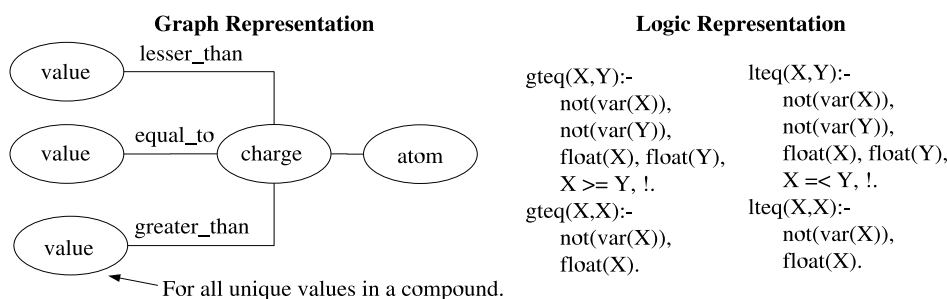 Graph Representation
lesser_than
value
equal_to
value
charge
atom
greater_than
value
For all unique values in a compound.
Logic Representation
gteq(X,Y):-
not(var(X)),
not(var(Y)),
float(X), float(Y),
X >= Y, !.
gteq(X,X):-
not(var(X)),
float(X).
lteq(X,Y):-
not(var(X)),
not(var(Y)),
float(X), float(Y),
X =< Y, !.
lteq(X,X):-
not(var(X)),
float(X).